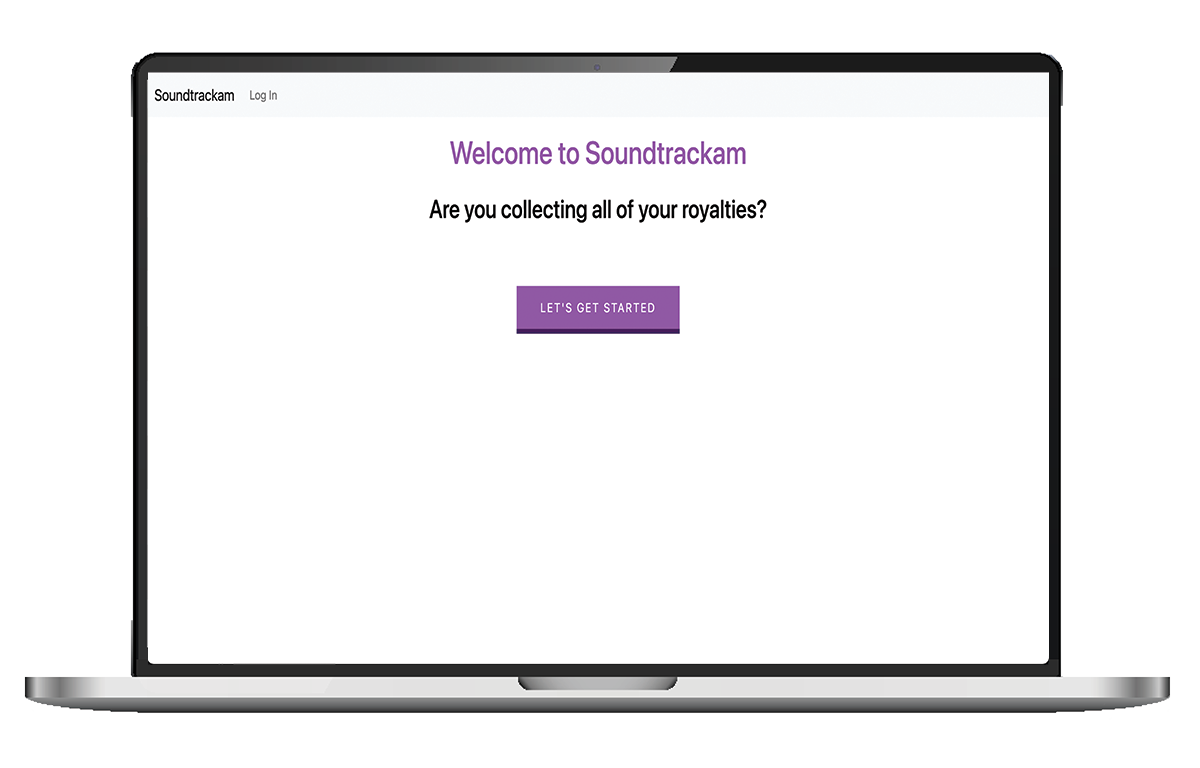 Soundtrackam Log In
Welcome to Soundtrackam
Are you collecting all of your royalties?
LET'S GET STARTED